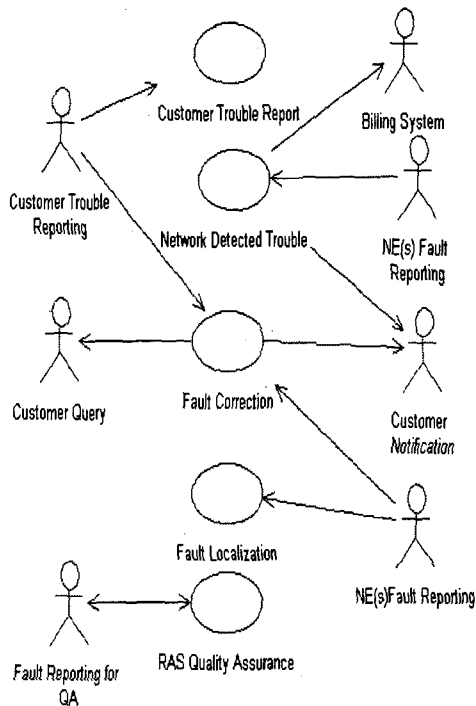 Customer Trouble Report
Billing System
Customer Trouble
Reporting
Network Detected Trouble
NE(s) Fault
Reporting
Customer Query
Fault Correction
Customer
Notification
Fault Localization
NE(s)Fault Reporting
Fault Reporting for
QA
RAS Quality Assurance